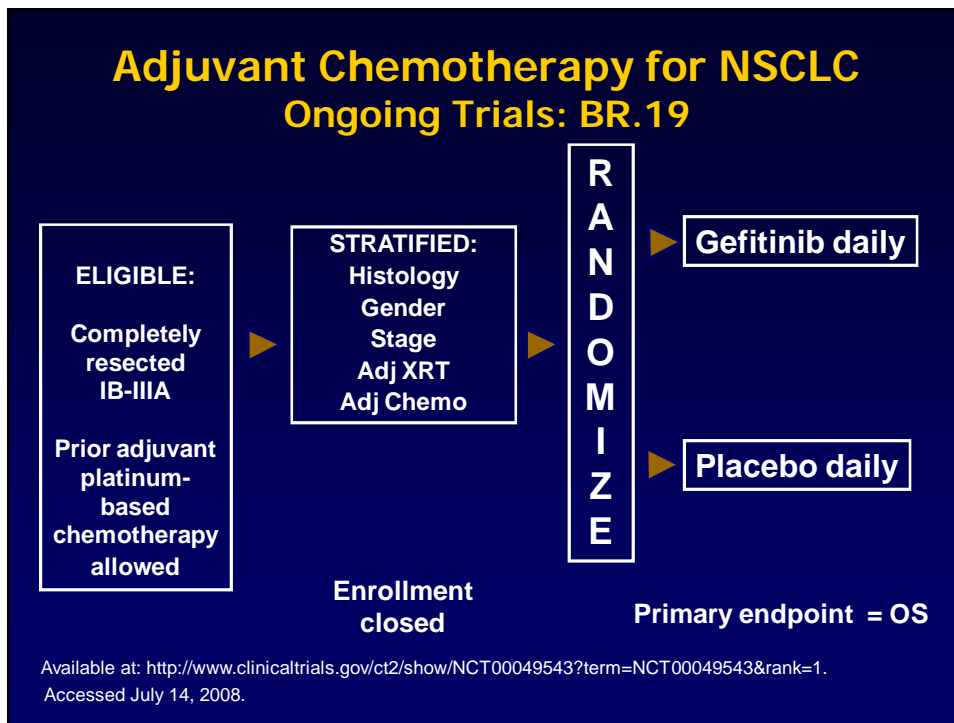 Adjuvant Chemotherapy for NSCLC
Ongoing Trials: BR.19
ELIGIBLE:
Completely
resected
IB-IIIA
Prior adjuvant
platinum-
based
chemotherapy
allowed
STRATIFIED:
Histology
Gender
Stage
Adj XRT
Adj Chemo
R
A
N
D
O
M
I
Z
E
Gefitinib daily
Placebo daily
Enrollment
closed
Primary endpoint = OS
Available at: http://www.clinicaltrials.gov/ct2/show/NCT00049543?term=NCT00049543&rank=1.
Accessed July 14, 2008.